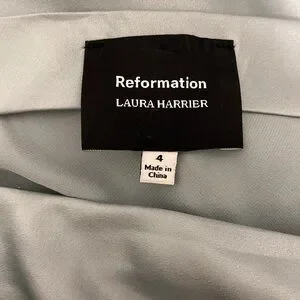 Reformation
LAURA HARRIER
4
Made in
China